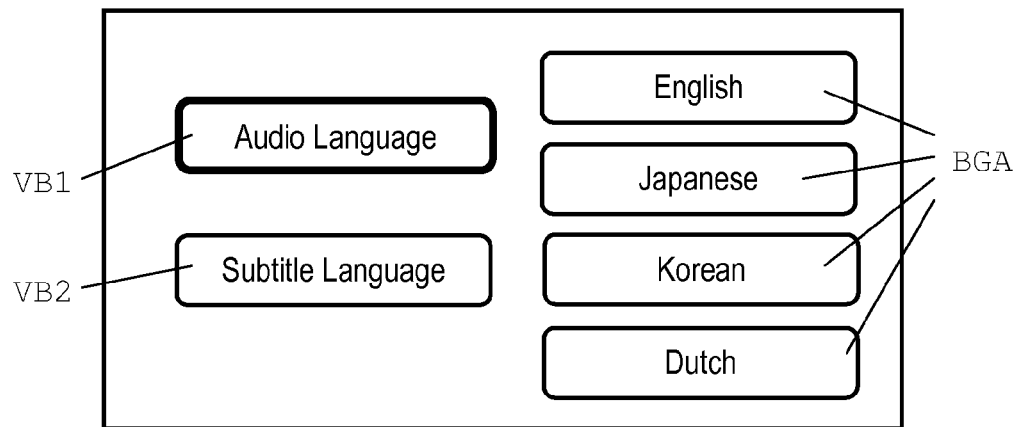 English
Audio Language
BGA
Japanese
VB1
Subtitle Language
Korean
VB2
Dutch